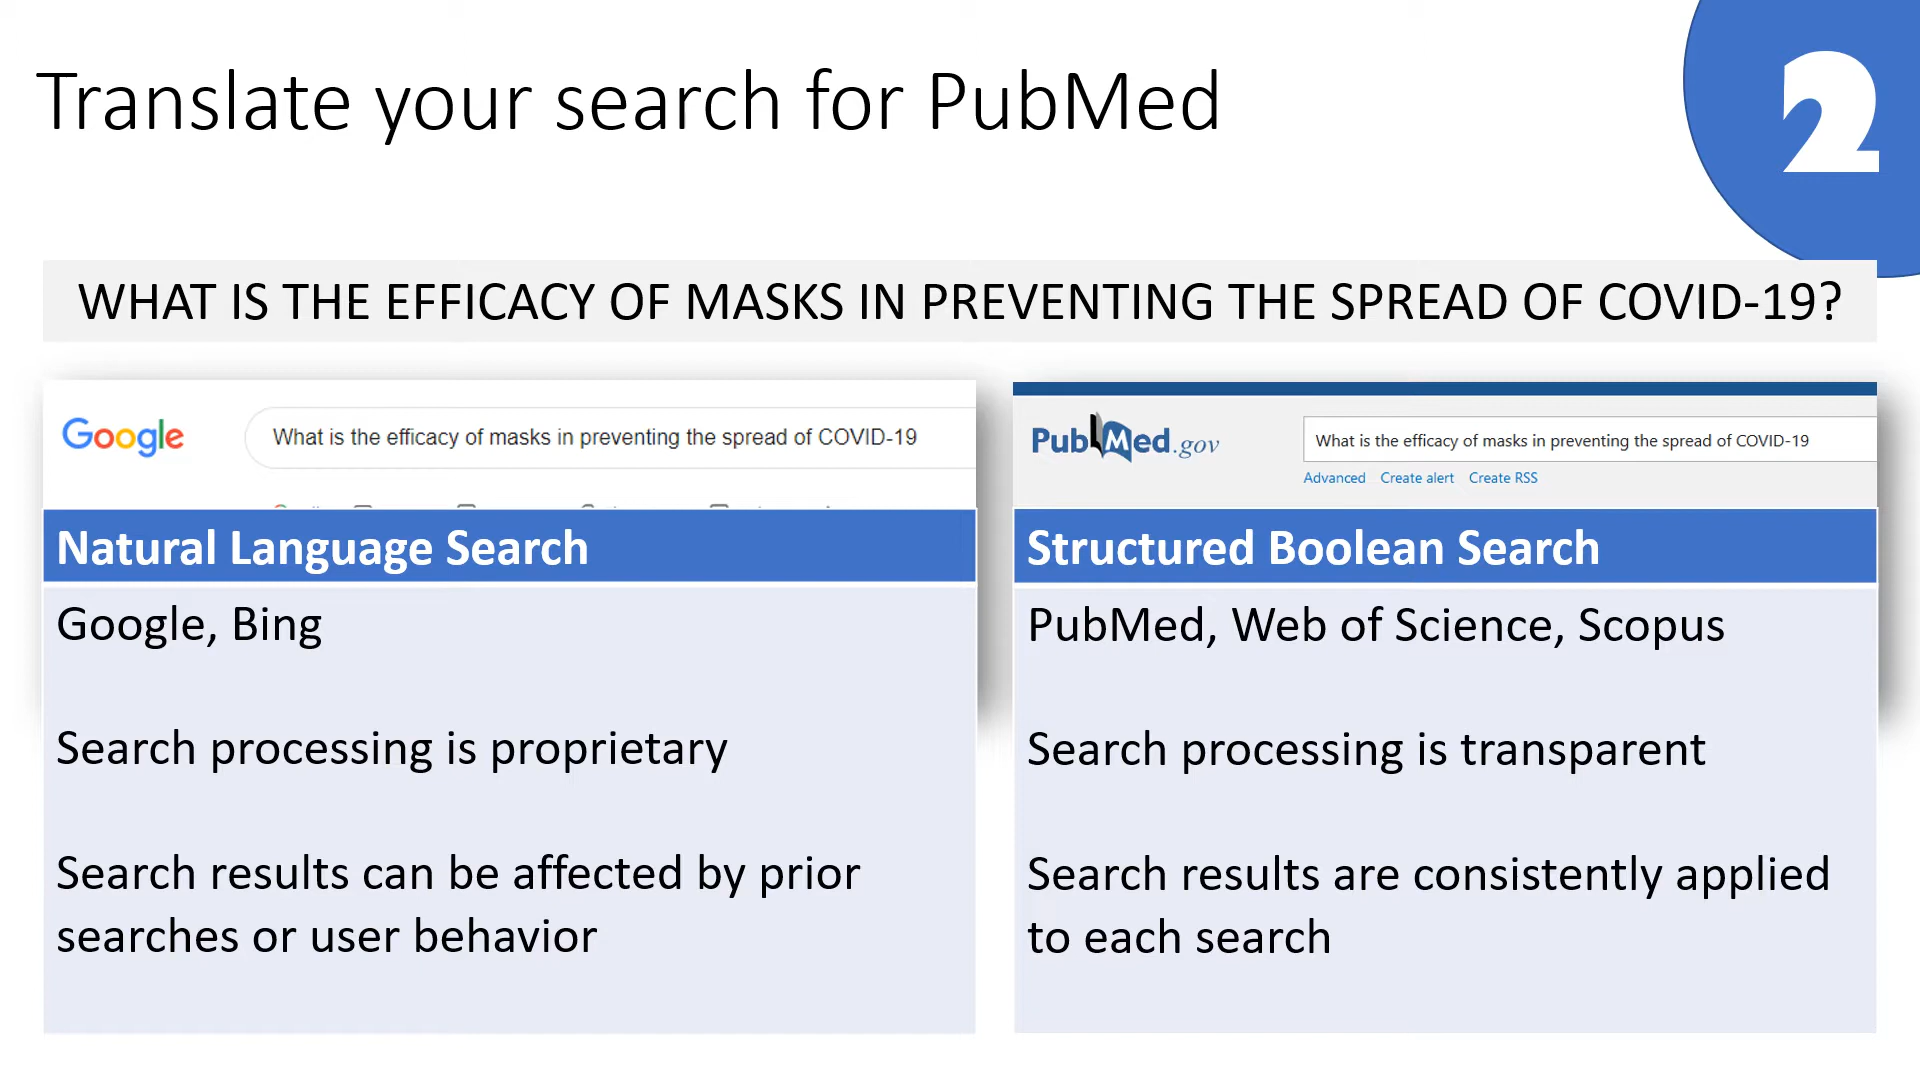 Translate your search for PubMed
2
WHAT IS THE EFFICACY OF MASKS IN PREVENTING THE SPREAD OF COVID-19?
Google
What is the efficacy of masks in preventing the spread of COVID-19
PubMed.gov
What is the efficacy of masks in preventing the spread of COVID-19
Advanced Create alert Create RSS
Natural Language Search
Google, Bing
Search processing is proprietary
Search results can be affected by prior
searches or user behavior
Structured Boolean Search
PubMed, Web of Science, Scopus
Search processing is transparent
Search results are consistently applied
to each search